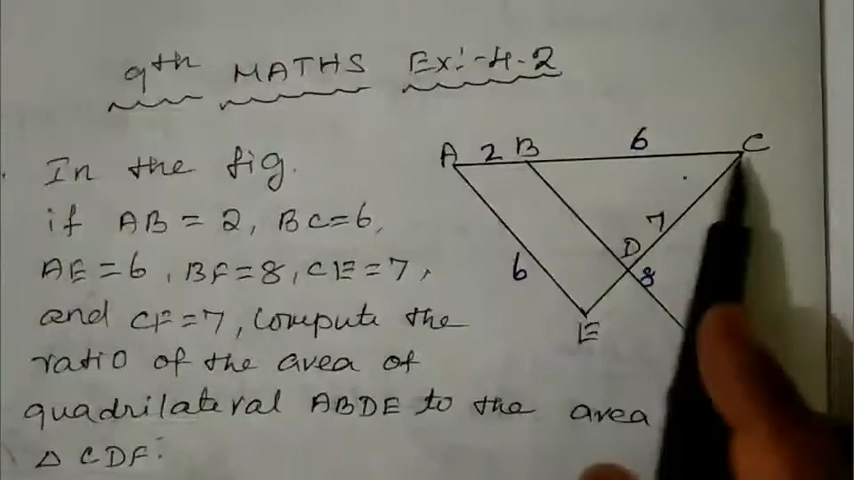 9th MATHS Ex:-4.2
In the fig.
if AB = 2, BC=6,
AE=6, BF=8, CE=7,
and CF=7, compute the
ratio of the area of
quadrilateral ABDE to the area
△ CDF:
A 2 B 6 C
7
D
6 8
E